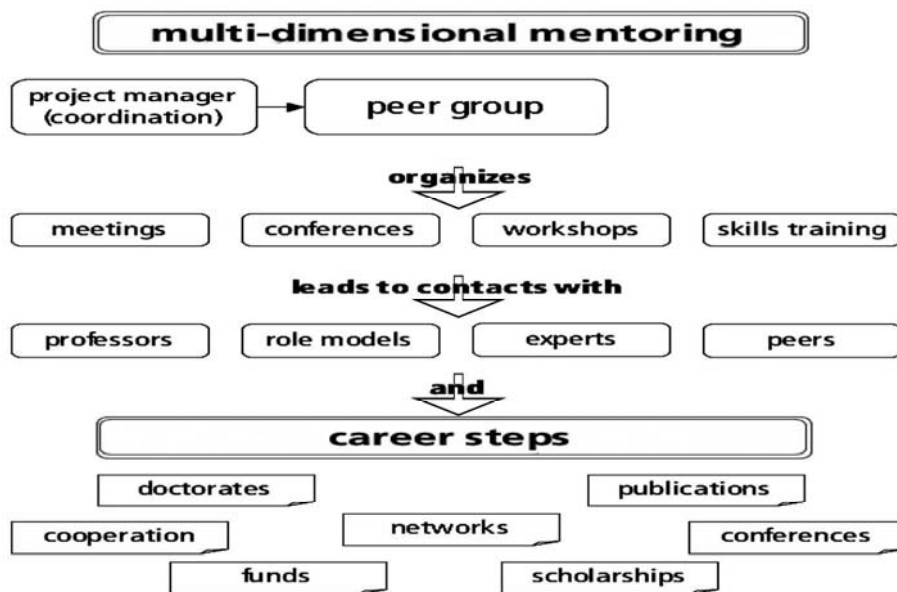 multi-dimensional mentoring
project manager
(coordination)
peer group
organizes
meetings
conferences
workshops
skills training
leads to contacts with
professors
role models
experts
peers
and
career steps
doctorates
publications
cooperation
networks
conferences
funds
scholarships